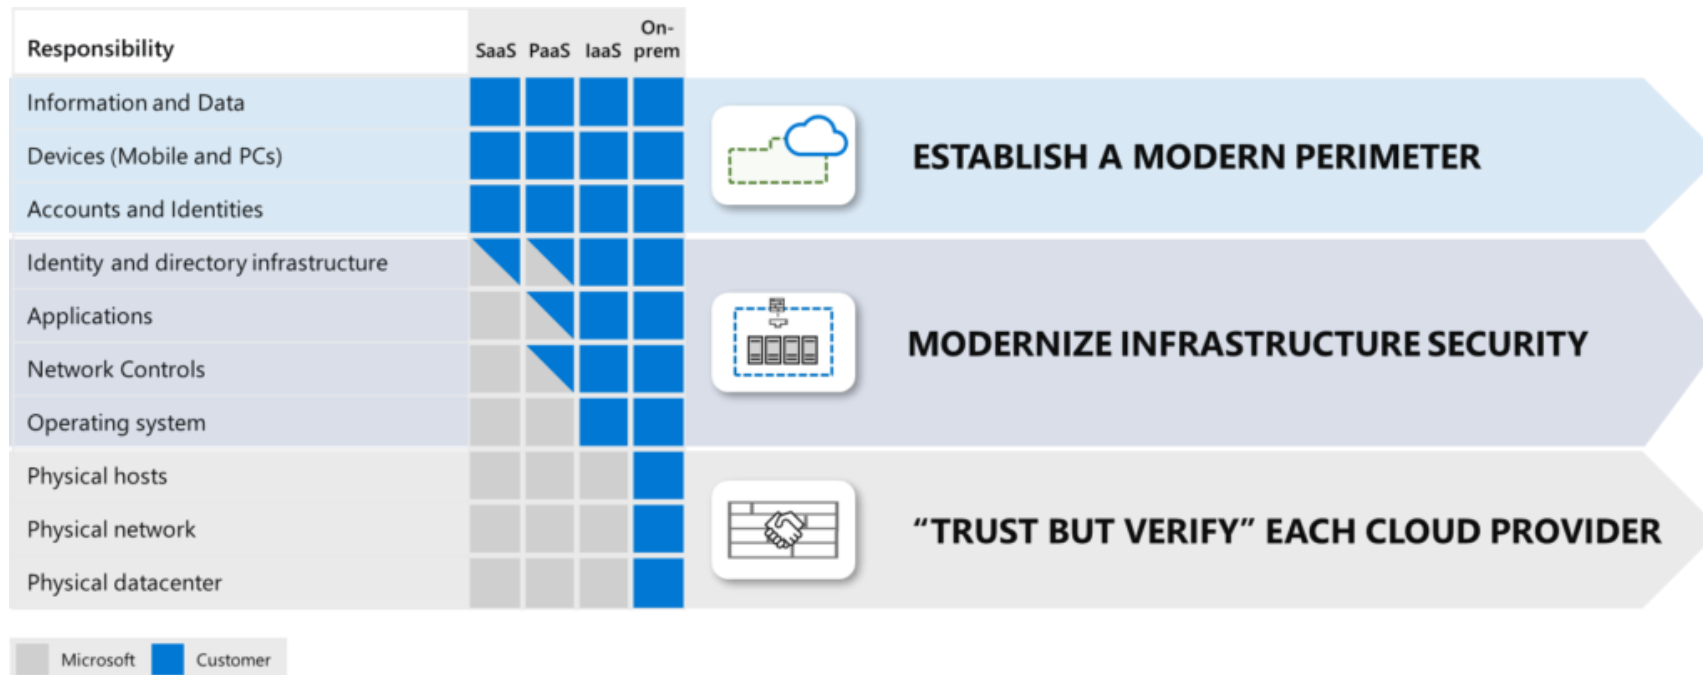 Responsibility SaaS PaaS IaaS On-prem
Information and Data
Devices (Mobile and PCs)
Accounts and Identities
ESTABLISH A MODERN PERIMETER
Identity and directory infrastructure
Applications
Network Controls
Operating system
MODERNIZE INFRASTRUCTURE SECURITY
Physical hosts
Physical network
Physical datacenter
“TRUST BUT VERIFY” EACH CLOUD PROVIDER
Microsoft Customer